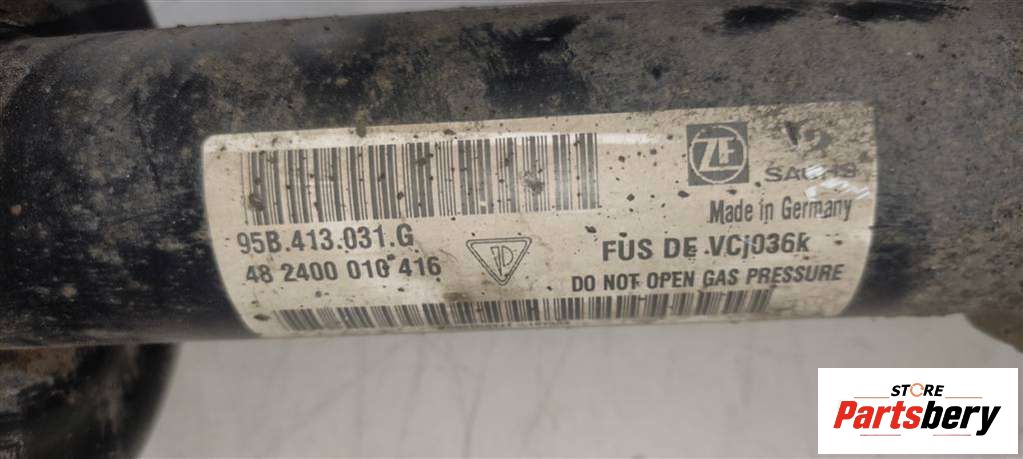 ZF
SACHS
Made in Germany
95B.413.031.G
FUS DE VCj036k
48 2400 010 416
DO NOT OPEN GAS PRESSURE
STORE
Partsbery